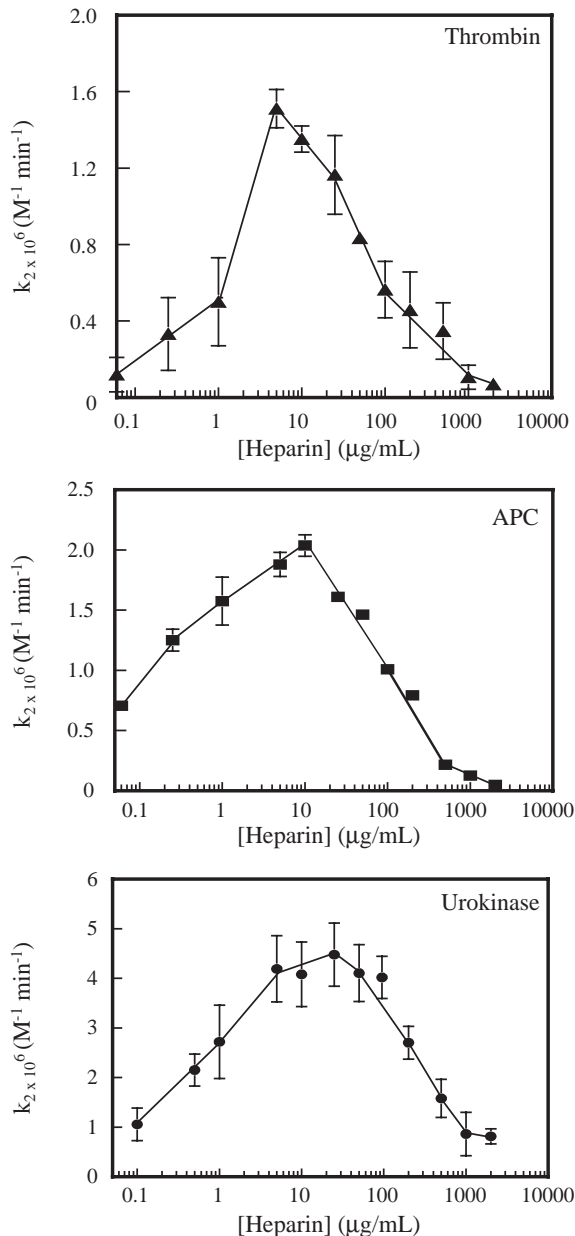 2.0
Thrombin
1.6
1.2
0.8
0.4
0
k2 x 10^6 (M^-1 min^-1)
0.1 1 10 100 1000 10000
[Heparin] (μg/mL)
2.5
APC
2.0
1.5
1.0
0.5
0
k2 x 10^6 (M^-1 min^-1)
0.1 1 10 100 1000 10000
[Heparin] (μg/mL)
6
Urokinase
5
4
3
2
1
0
k2 x 10^6 (M^-1 min^-1)
0.1 1 10 100 1000 10000
[Heparin] (μg/mL)